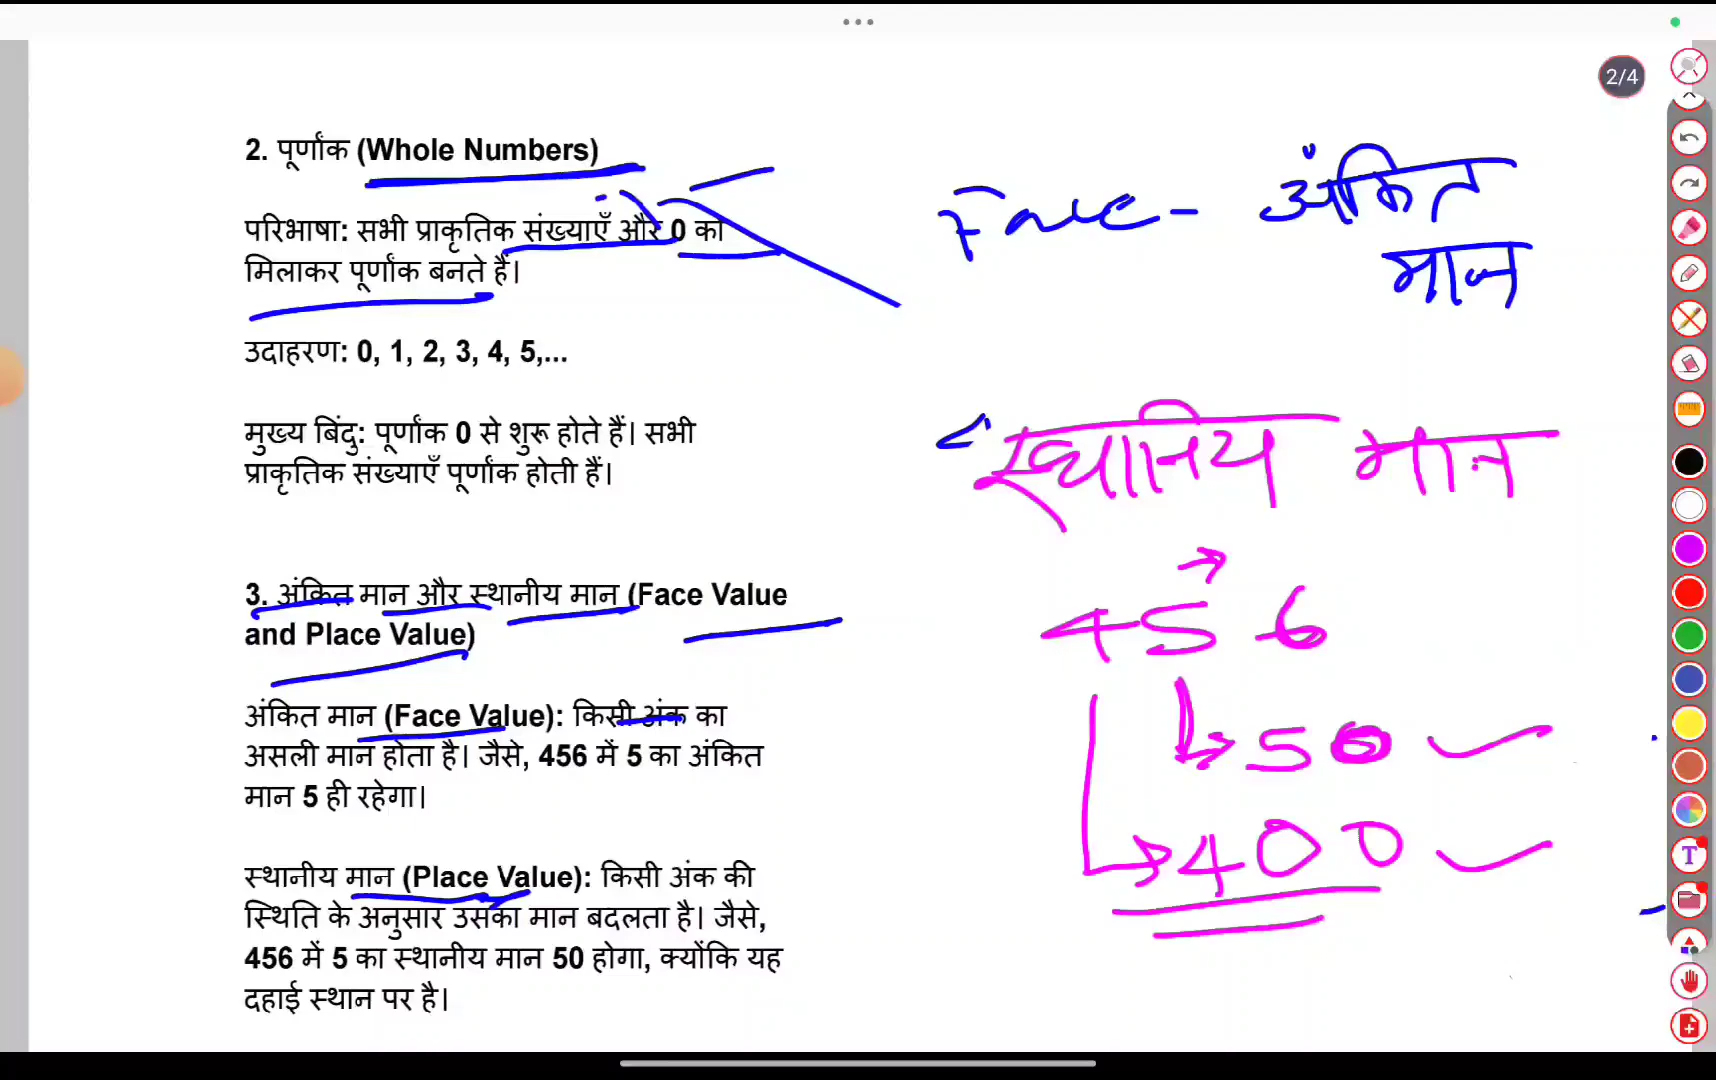 2/4
2. पूर्णांक (Whole Numbers)
परिभाषा: सभी प्राकृतिक संख्याएँ और 0 को
मिलाकर पूर्णांक बनते हैं।
उदाहरण: 0, 1, 2, 3, 4, 5,...
मुख्य बिंदु: पूर्णांक 0 से शुरू होते हैं। सभी
प्राकृतिक संख्याएँ पूर्णांक होती हैं।
3. अंकित मान और स्थानीय मान (Face Value
and Place Value)
अंकित मान (Face Value): किसी अंक का
असली मान होता है। जैसे, 456 में 5 का अंकित
मान 5 ही रहेगा।
स्थानीय मान (Place Value): किसी अंक की
स्थिति के अनुसार उसका मान बदलता है। जैसे,
456 में 5 का स्थानीय मान 50 होगा, क्योंकि यह
दहाई स्थान पर है।
Face - अंकित
मान
स्थानिय मान
456
50
400
T